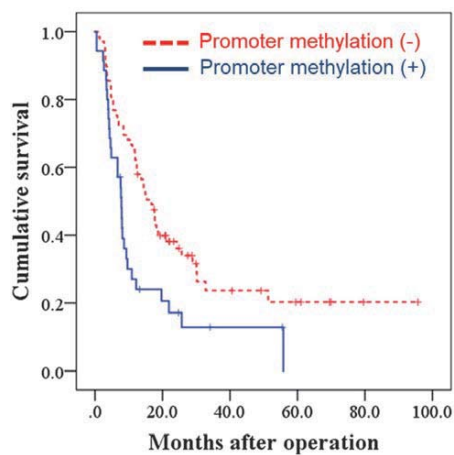 Promoter methylation (-)
Promoter methylation (+)
1.0
0.8
0.6
0.4
0.2
0.0
Cumulative survival
.0 20.0 40.0 60.0 80.0 100.0
Months after operation